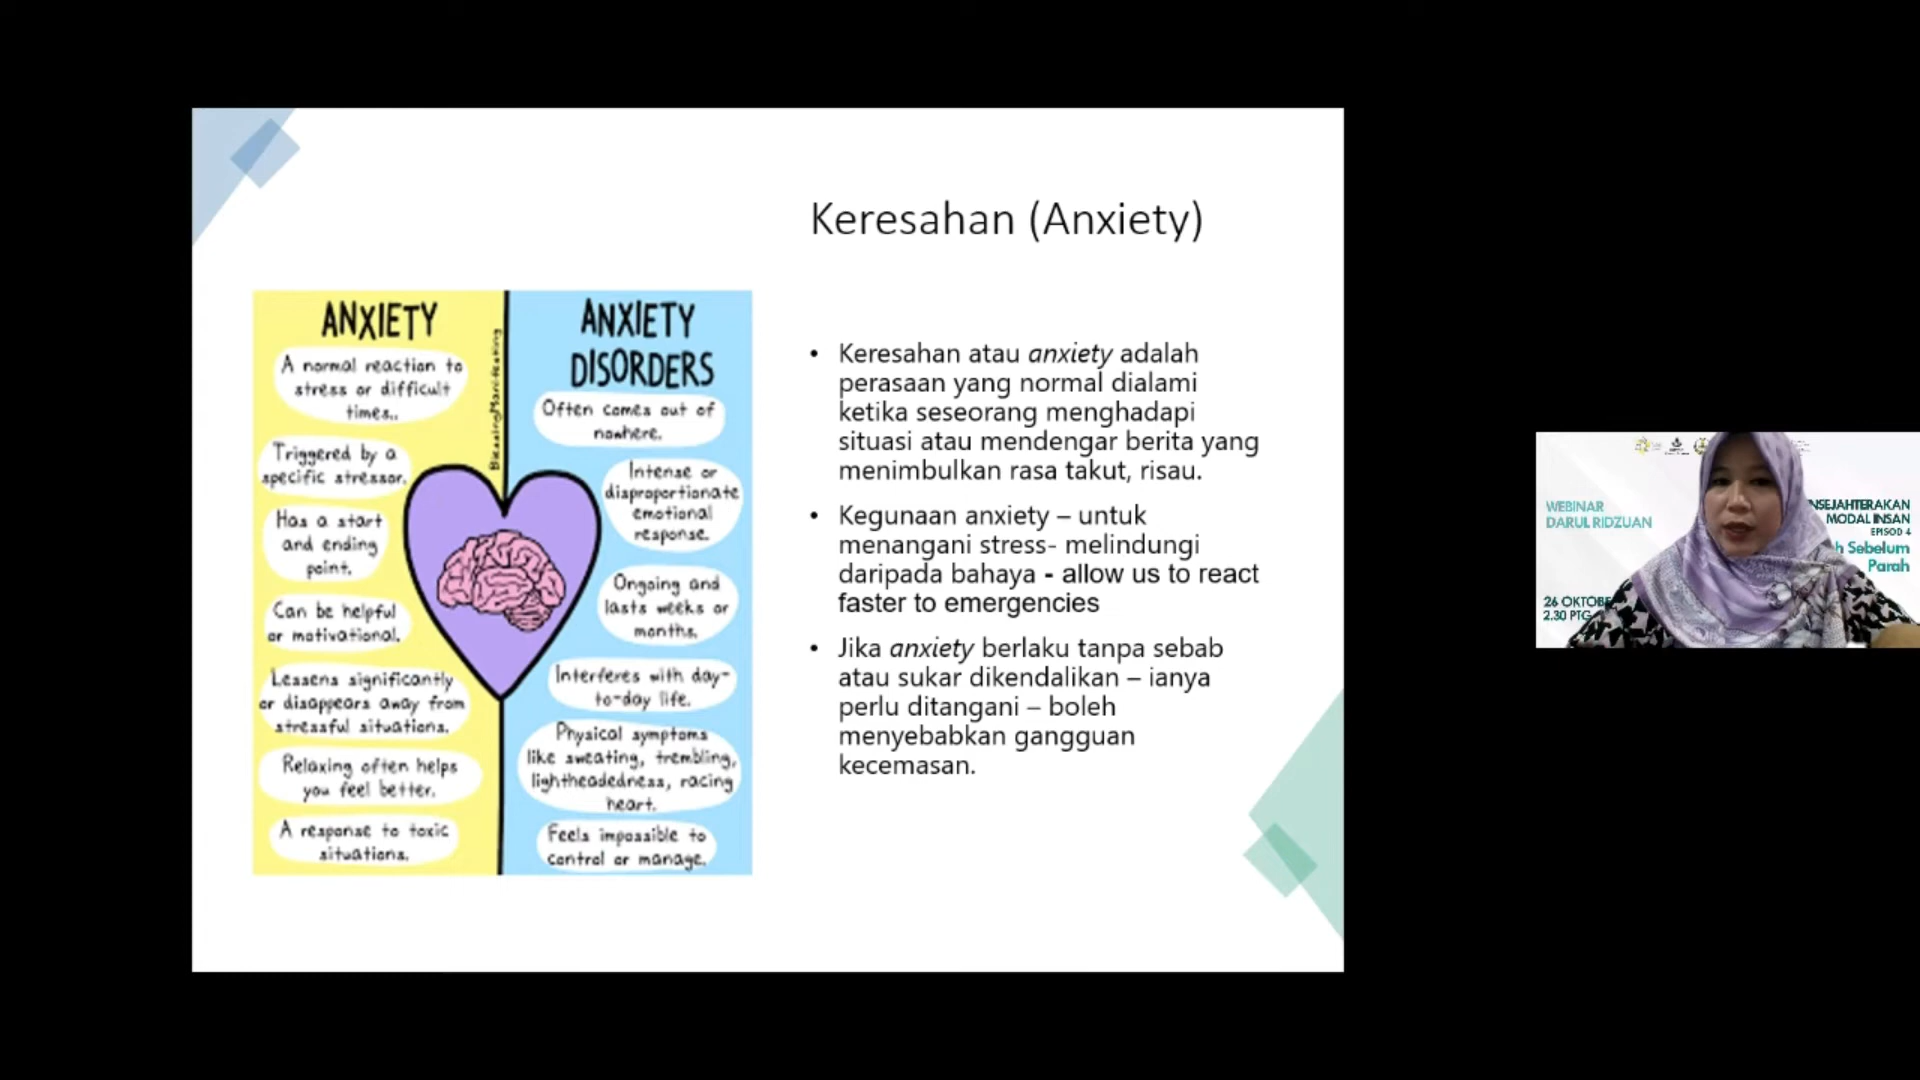 Keresahan (Anxiety)
ANXIETY
A normal reaction to
stress or difficult
times..
Triggered by a
specific stressor.
Has a start
and ending
point.
Can be helpful
or motivational.
Lessens significantly
or disappears away from
stressful situations.
Relaxing often helps
you feel better.
A response to toxic
situations.
ANXIETY
DISORDERS
Often comes out of
nowhere.
Intense or
disproportionate
emotional
response.
Ongoing and
lasts weeks or
months.
Interferes with day-
to-day life.
Physical symptoms
like sweating, trembling,
lightheadedness, racing
heart.
Feels impossible to
control or manage.
• Keresahan atau anxiety adalah
perasaan yang normal dialami
ketika seseorang menghadapi
situasi atau mendengar berita yang
menimbulkan rasa takut, risau.
• Kegunaan anxiety – untuk
menangani stress- melindungi
daripada bahaya - allow us to react
faster to emergencies
• Jika anxiety berlaku tanpa sebab
atau sukar dikendalikan – ianya
perlu ditangani – boleh
menyebabkan gangguan
kecemasan.
WEBINAR
DARUL RIDZUAN
26 OKTOBE
2.30 PTG
NSEJAHTERAKAN
MODAL INSAN
EPISOD 4
h Sebelum
Parah